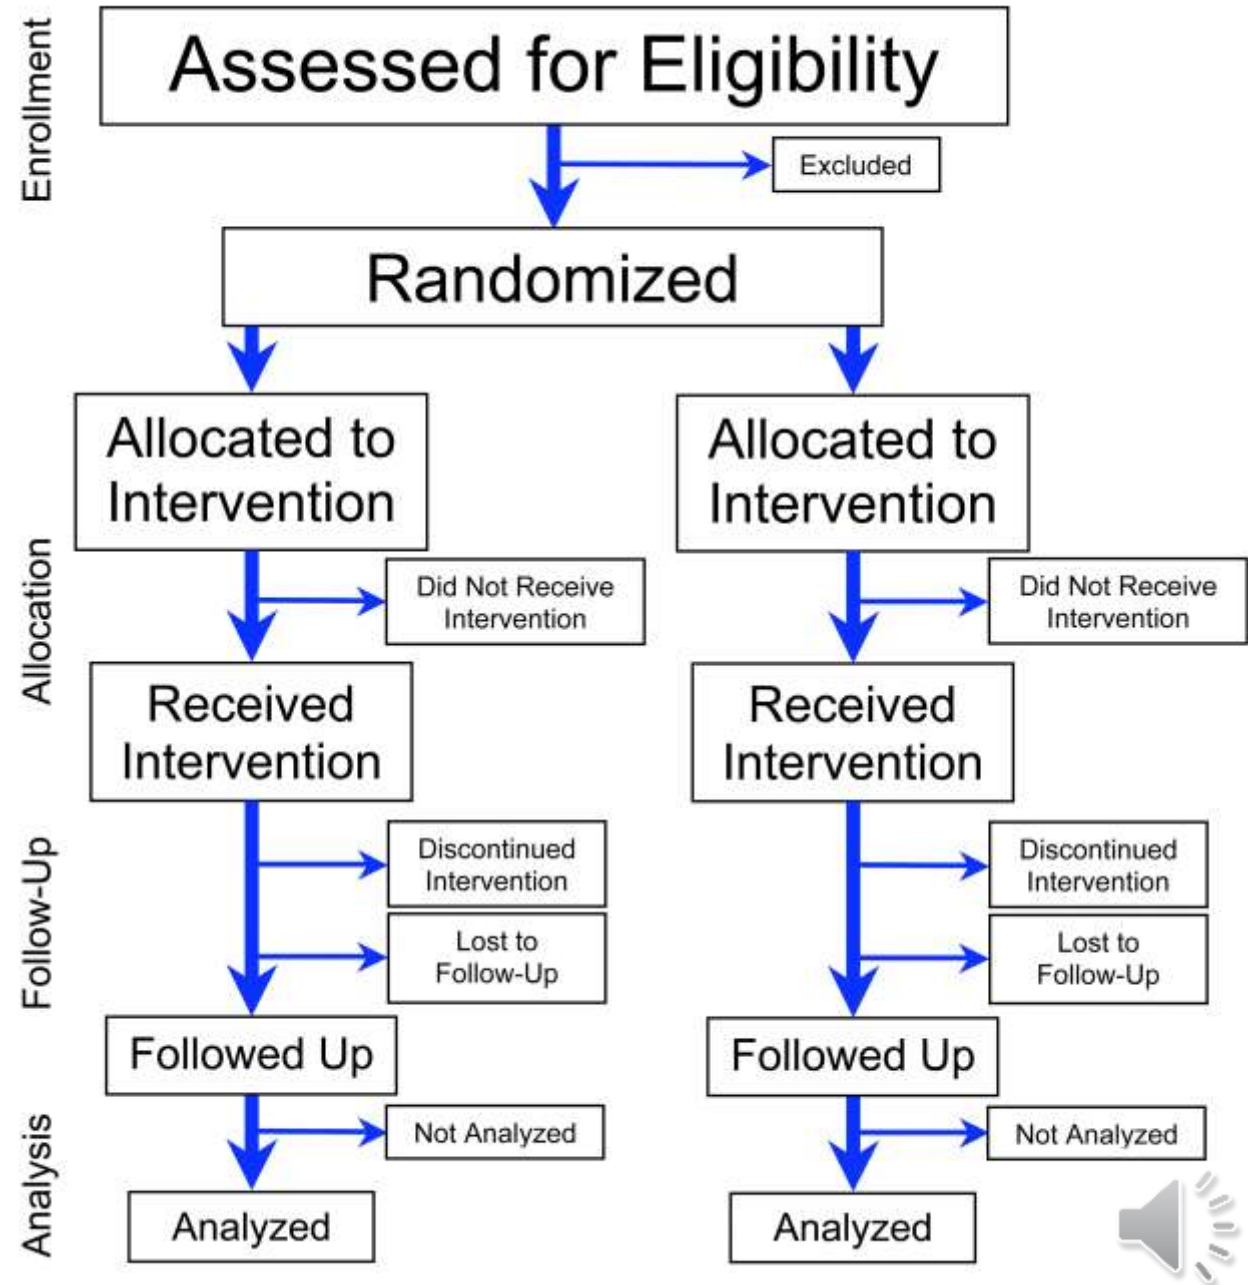 Enrollment
Assessed for Eligibility
Excluded
Randomized
Allocated to
Intervention
Allocated to
Intervention
Allocation
Did Not Receive
Intervention
Did Not Receive
Intervention
Received
Intervention
Received
Intervention
Follow-Up
Discontinued
Intervention
Discontinued
Intervention
Lost to
Follow-Up
Lost to
Follow-Up
Followed Up
Followed Up
Analysis
Not Analyzed
Not Analyzed
Analyzed
Analyzed